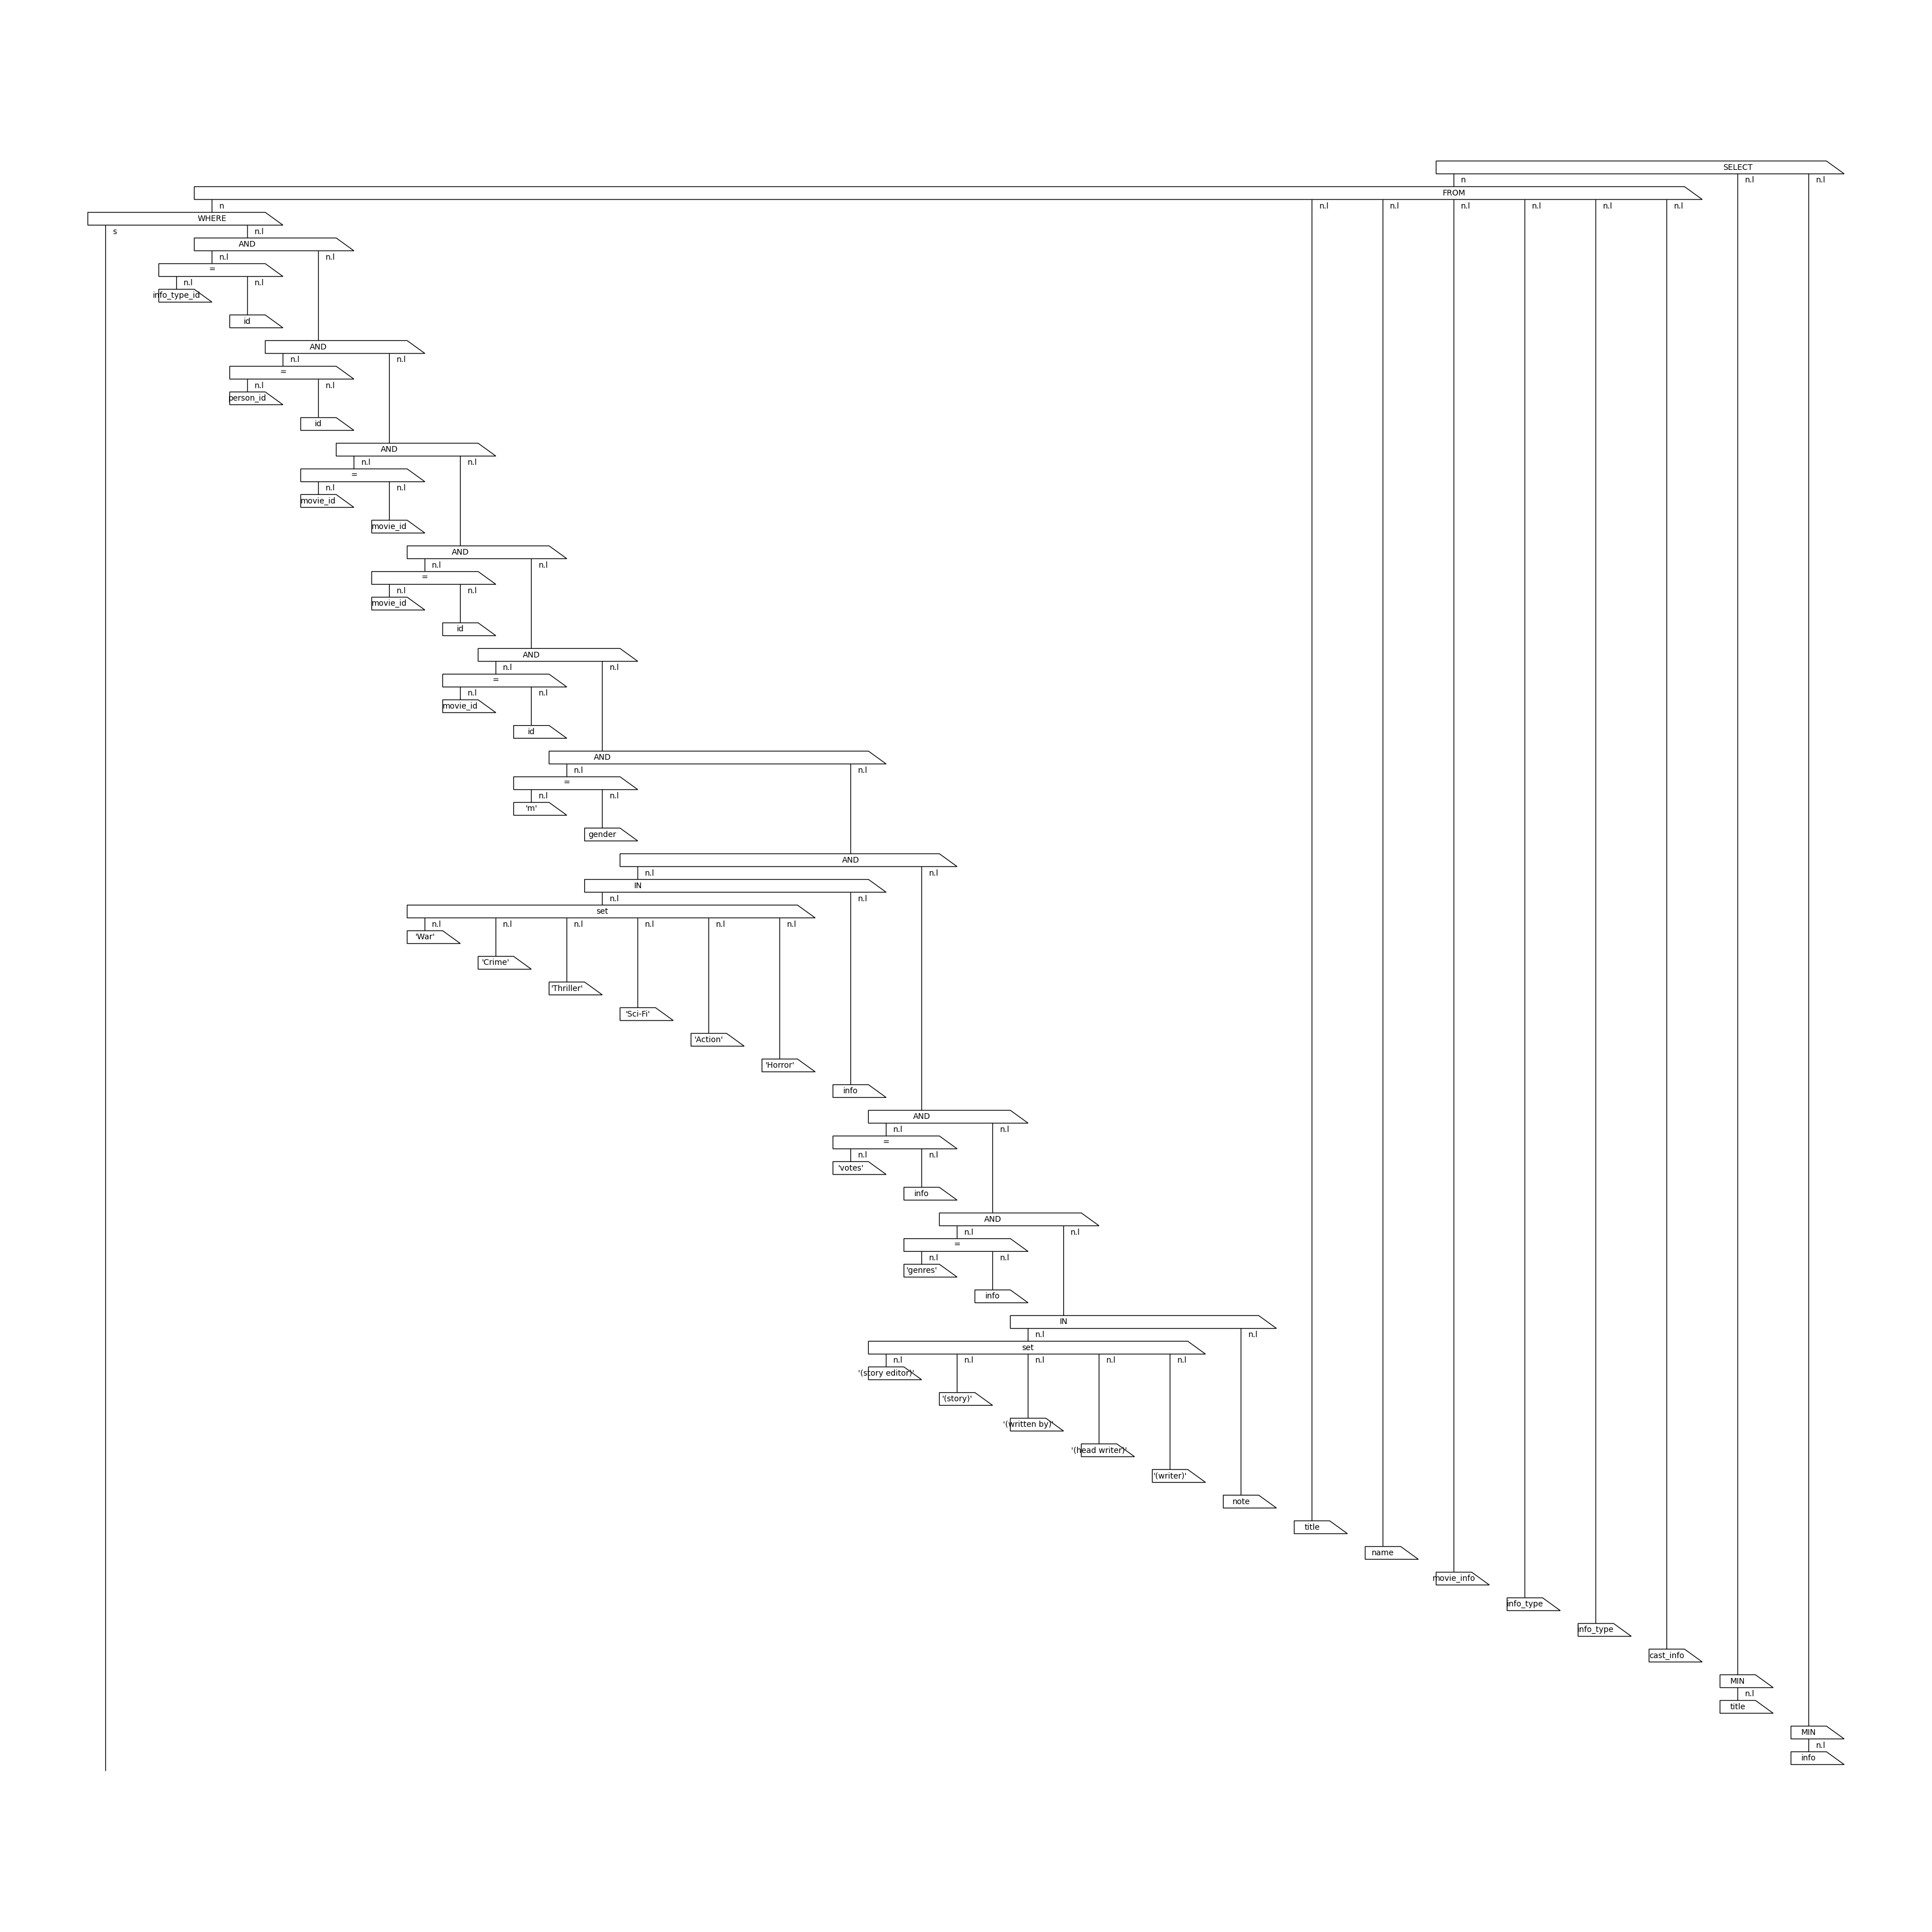 SELECT
n n.l n.l
FROM
n n.l n.l n.l n.l n.l n.l
WHERE
s n.l
AND
n.l n.l
=
n.l n.l
info_type_id
id
AND
n.l n.l
=
n.l n.l
person_id
id
AND
n.l n.l
=
n.l n.l
movie_id
movie_id
AND
n.l n.l
=
n.l n.l
movie_id
id
AND
n.l n.l
=
n.l n.l
movie_id
id
AND
n.l n.l
=
n.l n.l
'm'
gender
AND
n.l n.l
IN
n.l n.l
set
n.l n.l n.l n.l n.l n.l
'War'
'Crime'
'Thriller'
'Sci-Fi'
'Action'
'Horror'
info
AND
n.l n.l
=
n.l n.l
'votes'
info
AND
n.l n.l
=
n.l n.l
'genres'
info
IN
n.l n.l
set
n.l n.l n.l n.l n.l
'(story editor)'
'(story)'
'(written by)'
'(head writer)'
'(writer)'
note
title
name
movie_info
info_type
info_type
cast_info
MIN
n.l
title
MIN
n.l
info